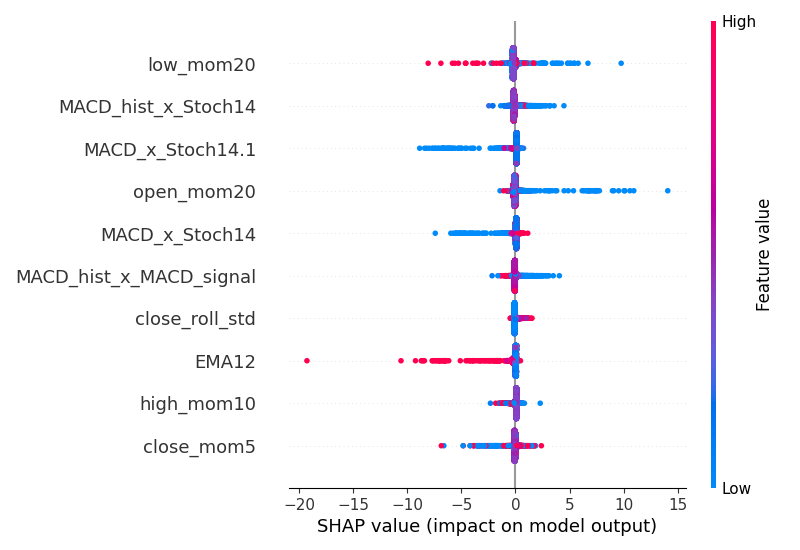 High
low_mom20
MACD_hist_x_Stoch14
MACD_x_Stoch14.1
open_mom20
MACD_x_Stoch14
MACD_hist_x_MACD_signal
close_roll_std
EMA12
high_mom10
close_mom5
Feature value
Low
−20 −15 −10 −5 0 5 10 15
SHAP value (impact on model output)